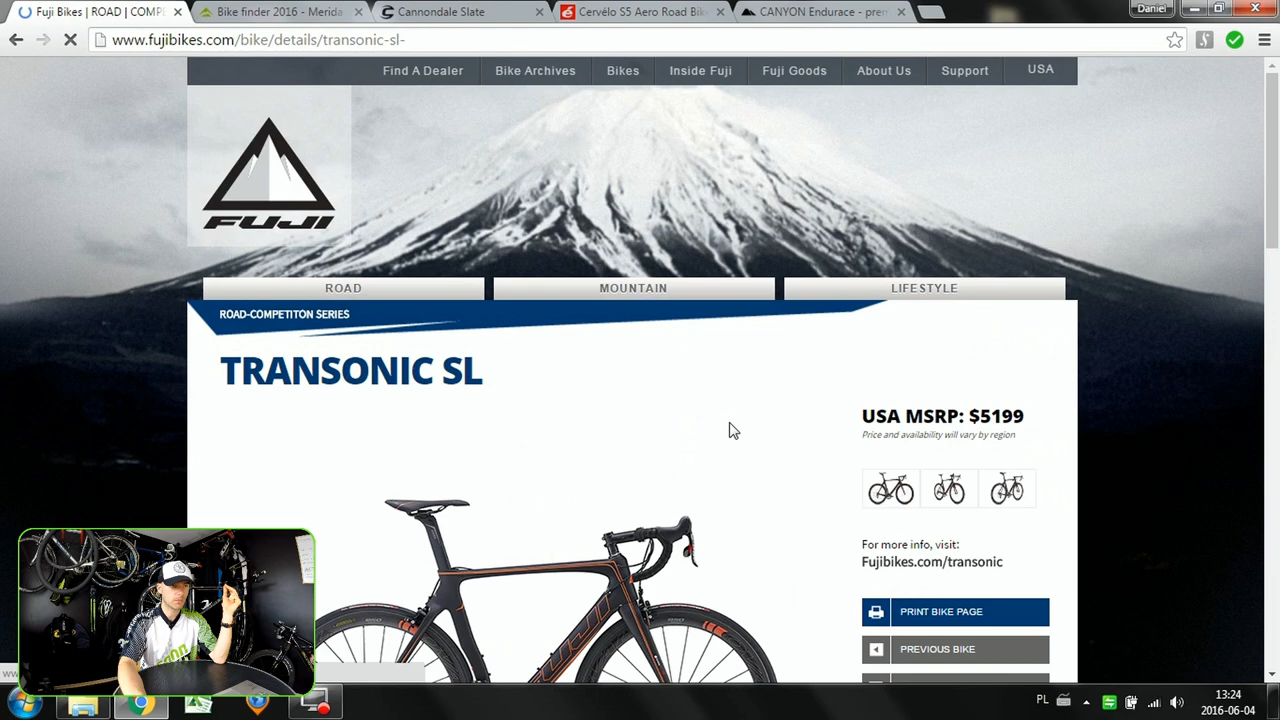 Fuji Bikes | ROAD | COMPE
Bike finder 2016 - Merida
Cannondale Slate
Cervélo S5 Aero Road Bik
CANYON Endurace - pren
Daniel
www.fujibikes.com/bike/details/transonic-sl-
Find A Dealer
Bike Archives
Bikes
Inside Fuji
Fuji Goods
About Us
Support
USA
FUJI
ROAD
MOUNTAIN
LIFESTYLE
ROAD-COMPETITON SERIES
TRANSONIC SL
USA MSRP: $5199
Price and availability will vary by region
For more info, visit:
Fujibikes.com/transonic
PRINT BIKE PAGE
PREVIOUS BIKE
FUJI
PL
13:24
2016-06-04